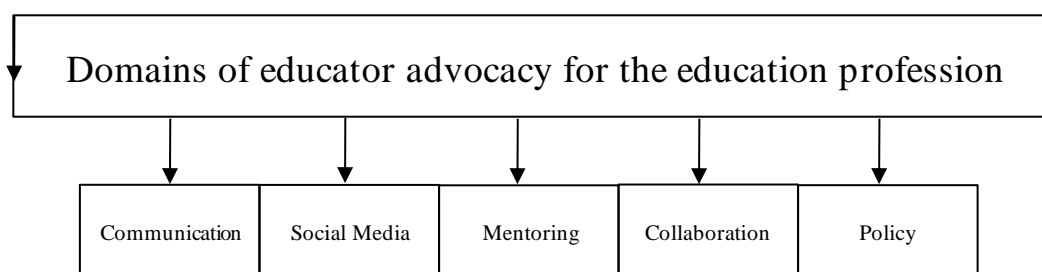 Domains of educator advocacy for the education profession
Communication Social Media Mentoring Collaboration Policy